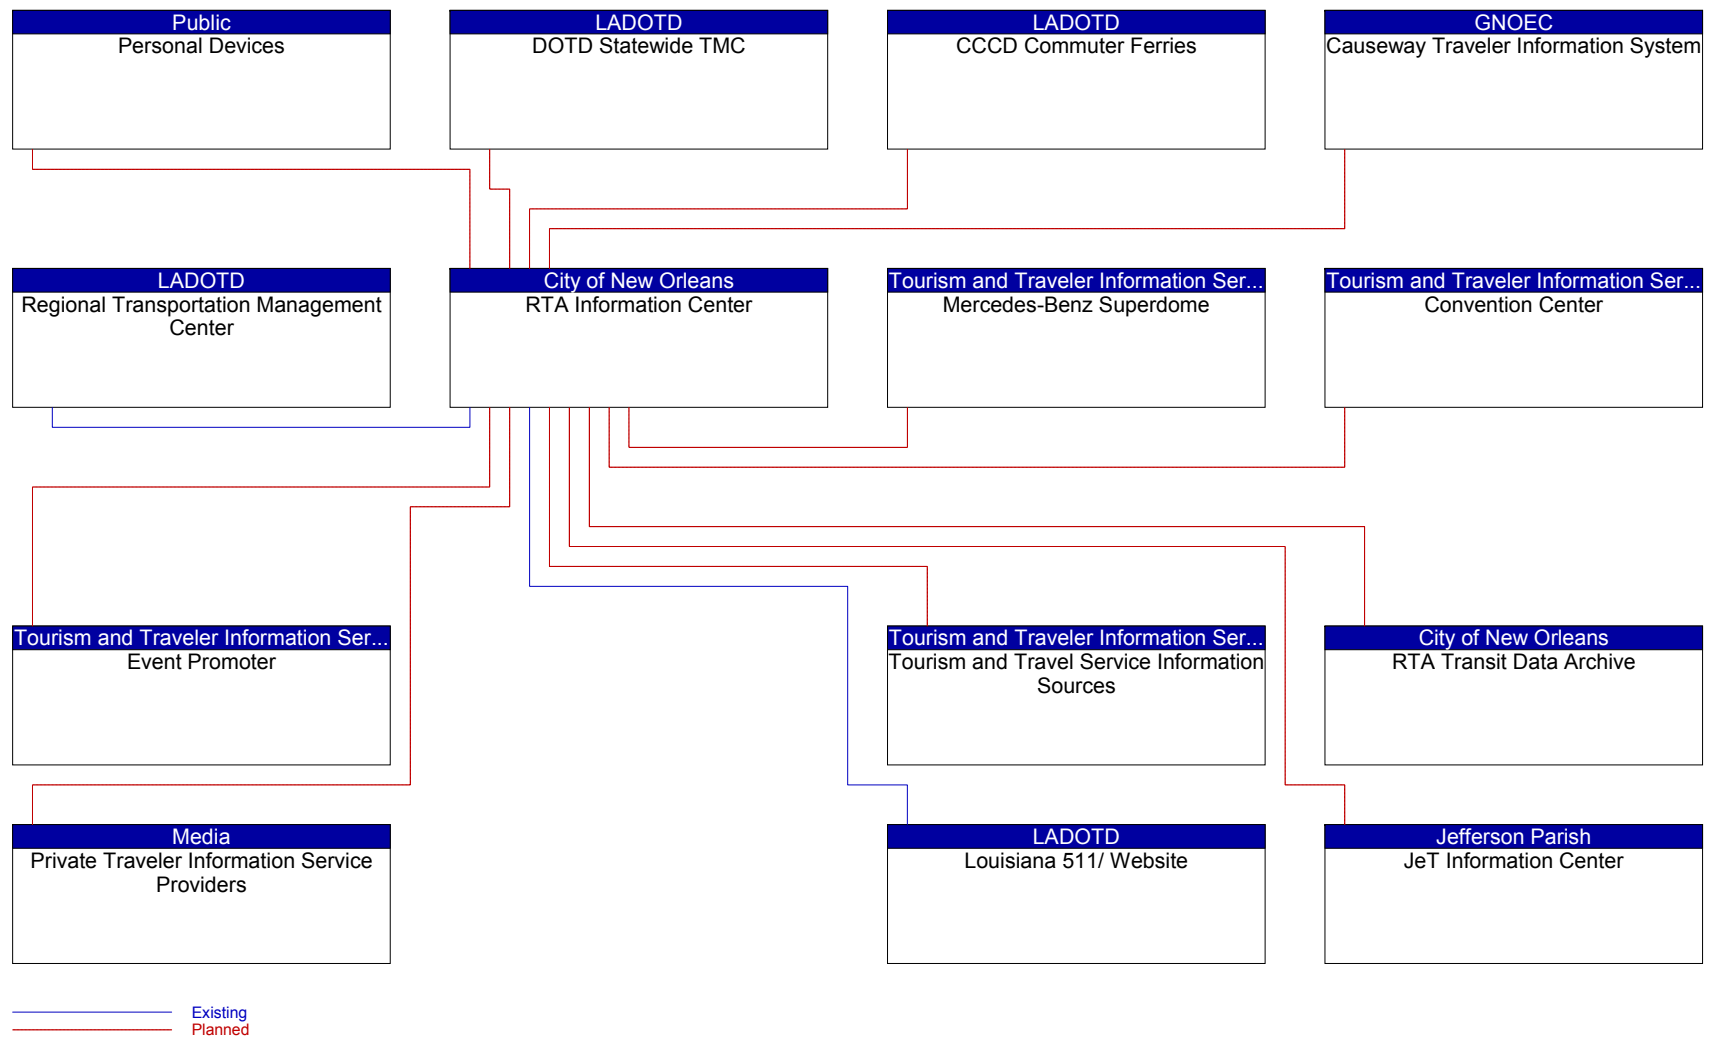 Public
Personal Devices
LADOTD
DOTD Statewide TMC
LADOTD
CCCD Commuter Ferries
GNOEC
Causeway Traveler Information System
LADOTD
Regional Transportation Management
Center
City of New Orleans
RTA Information Center
Tourism and Traveler Information Ser...
Mercedes-Benz Superdome
Tourism and Traveler Information Ser...
Convention Center
Tourism and Traveler Information Ser...
Event Promoter
Tourism and Traveler Information Ser...
Tourism and Travel Service Information
Sources
City of New Orleans
RTA Transit Data Archive
Media
Private Traveler Information Service
Providers
LADOTD
Louisiana 511/ Website
Jefferson Parish
JeT Information Center
Existing
Planned